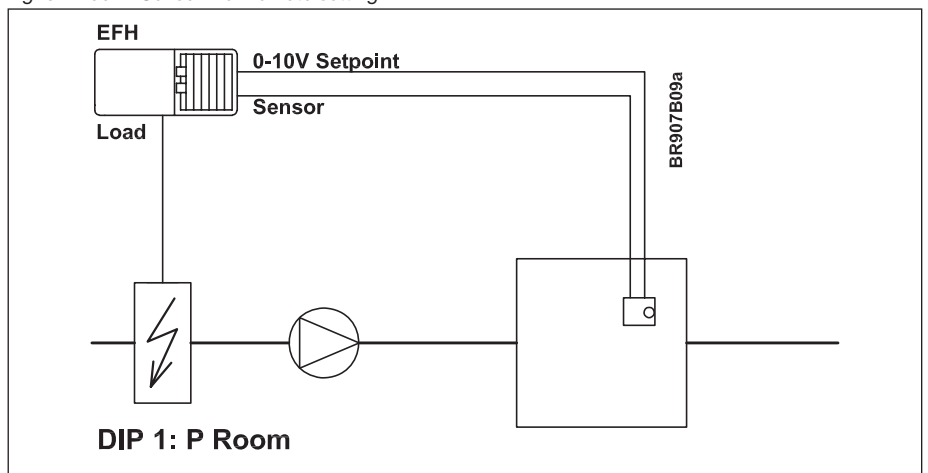 EFH
0-10V Setpoint
Sensor
Load
BR907B09a
DIP 1: P Room